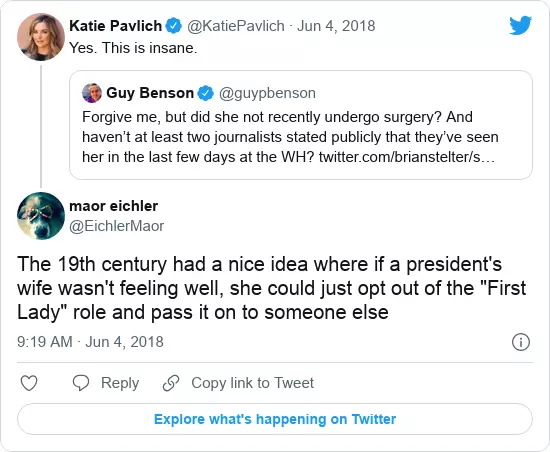 Katie Pavlich @KatiePavlich · Jun 4, 2018
Yes. This is insane.
Guy Benson @guypbenson
Forgive me, but did she not recently undergo surgery? And
haven't at least two journalists stated publicly that they've seen
her in the last few days at the WH? twitter.com/brianstelter/s…
maor eichler
@EichlerMaor
The 19th century had a nice idea where if a president's
wife wasn't feeling well, she could just opt out of the "First
Lady" role and pass it on to someone else
9:19 AM · Jun 4, 2018
Reply Copy link to Tweet
Explore what's happening on Twitter